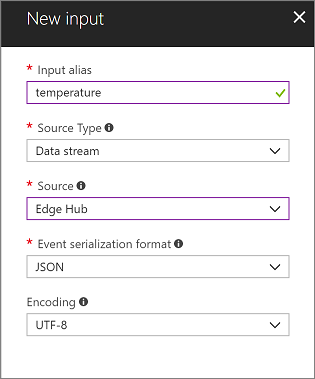 New input
* Input alias
temperature
* Source Type
Data stream
* Source
Edge Hub
* Event serialization format
JSON
Encoding
UTF-8